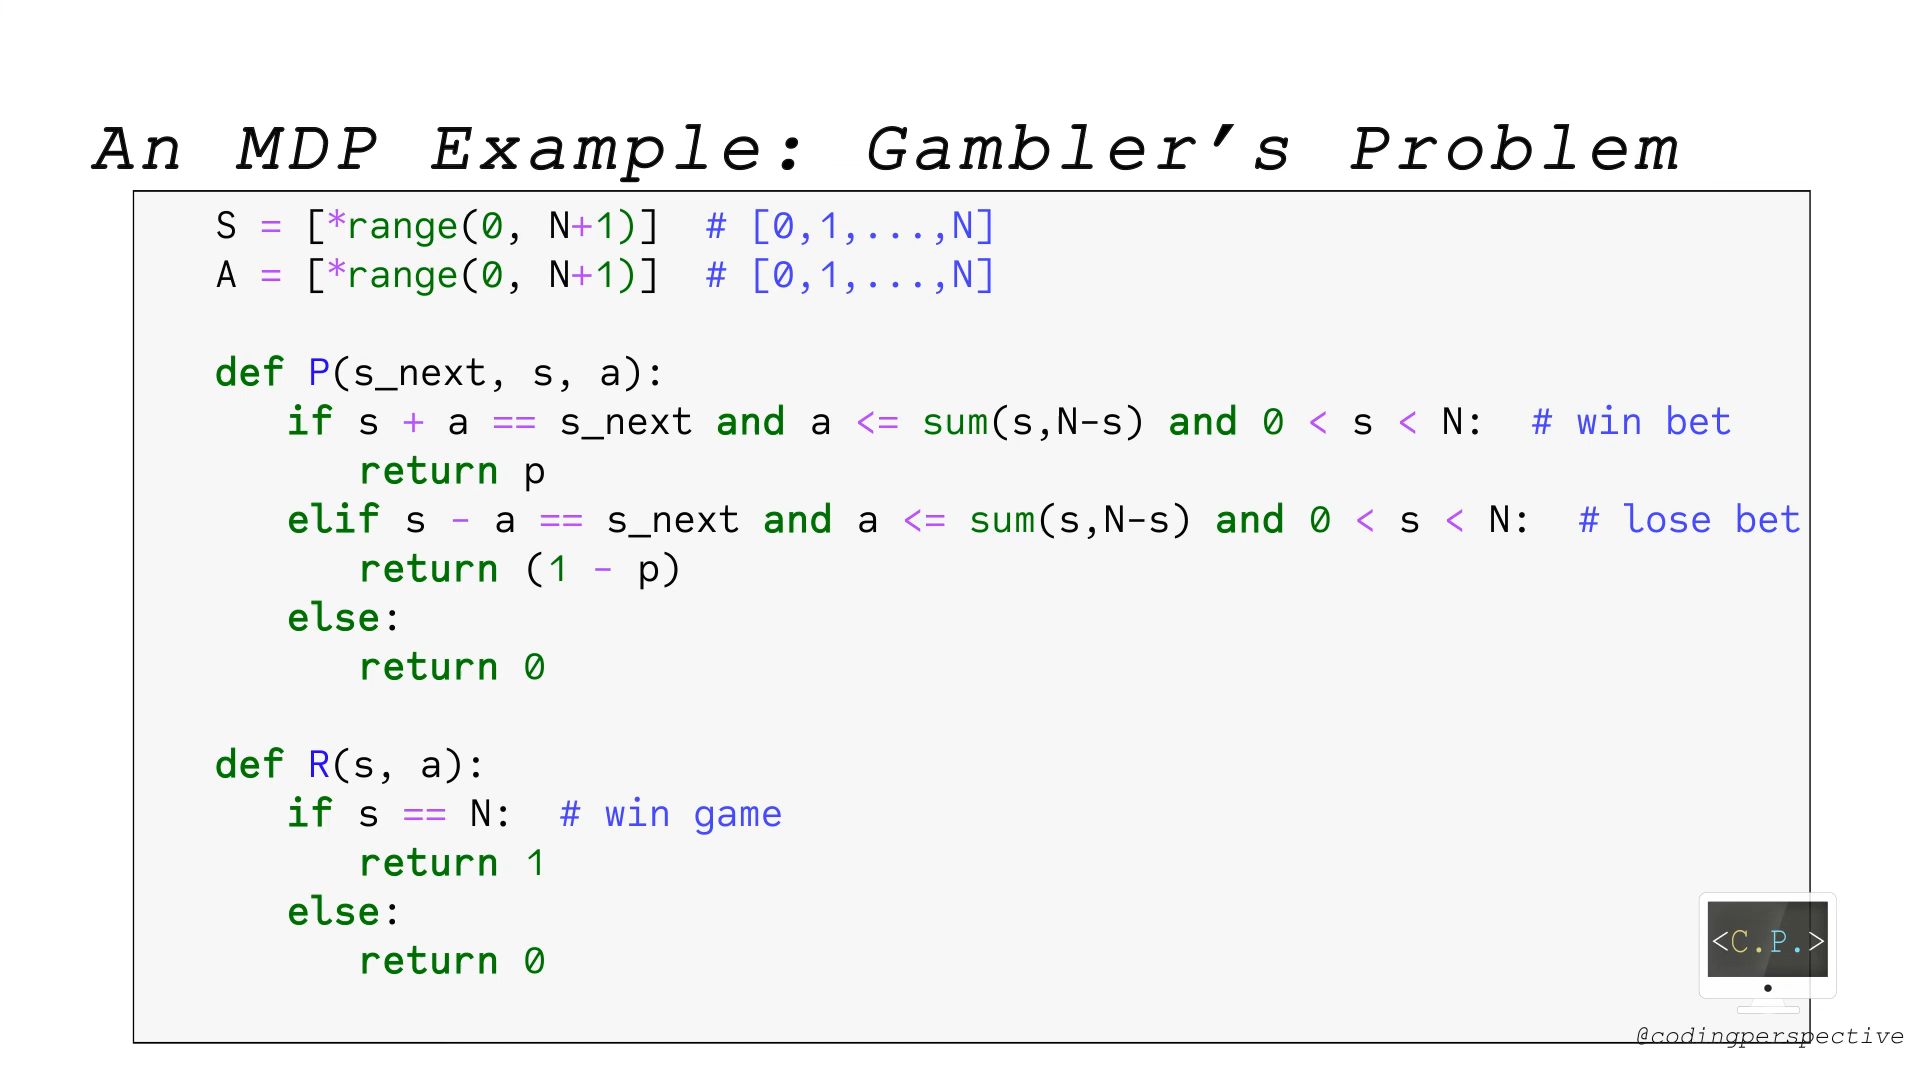 An MDP Example: Gambler's Problem
S = [*range(0, N+1)]  # [0,1,...,N]
A = [*range(0, N+1)]  # [0,1,...,N]
def P(s_next, s, a):
if s + a == s_next and a <= sum(s,N-s) and 0 < s < N:  # win bet
return p
elif s - a == s_next and a <= sum(s,N-s) and 0 < s < N:  # lose bet
return (1 - p)
else:
return 0
def R(s, a):
if s == N:  # win game
return 1
else:
return 0
<C.P.>
@codingperspective